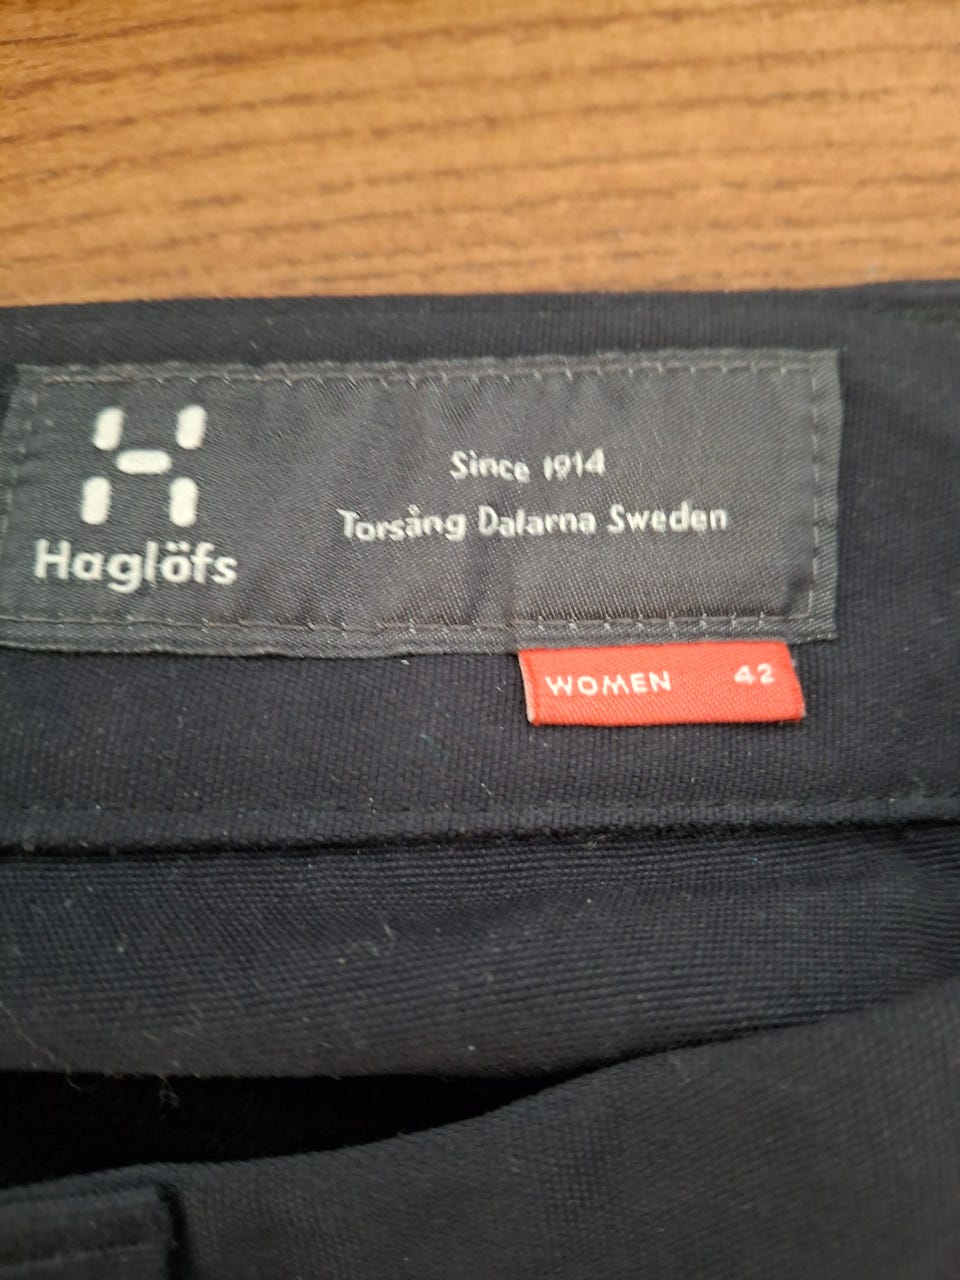 Haglöfs
Since 1914
Torsång Dalarna Sweden
WOMEN 42